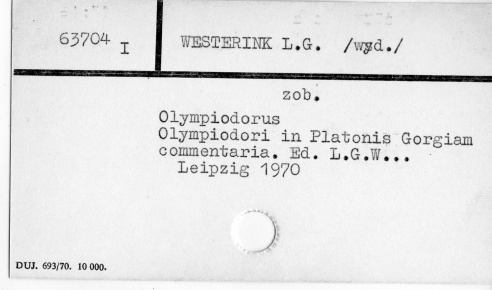 63704 I
WESTERINK L.G. /wyd./
zob.
Olympiodorus
Olympiodori in Platonis Gorgiam
commentaria. Ed. L.G.W...
Leipzig 1970
DUJ. 693/70. 10 000.